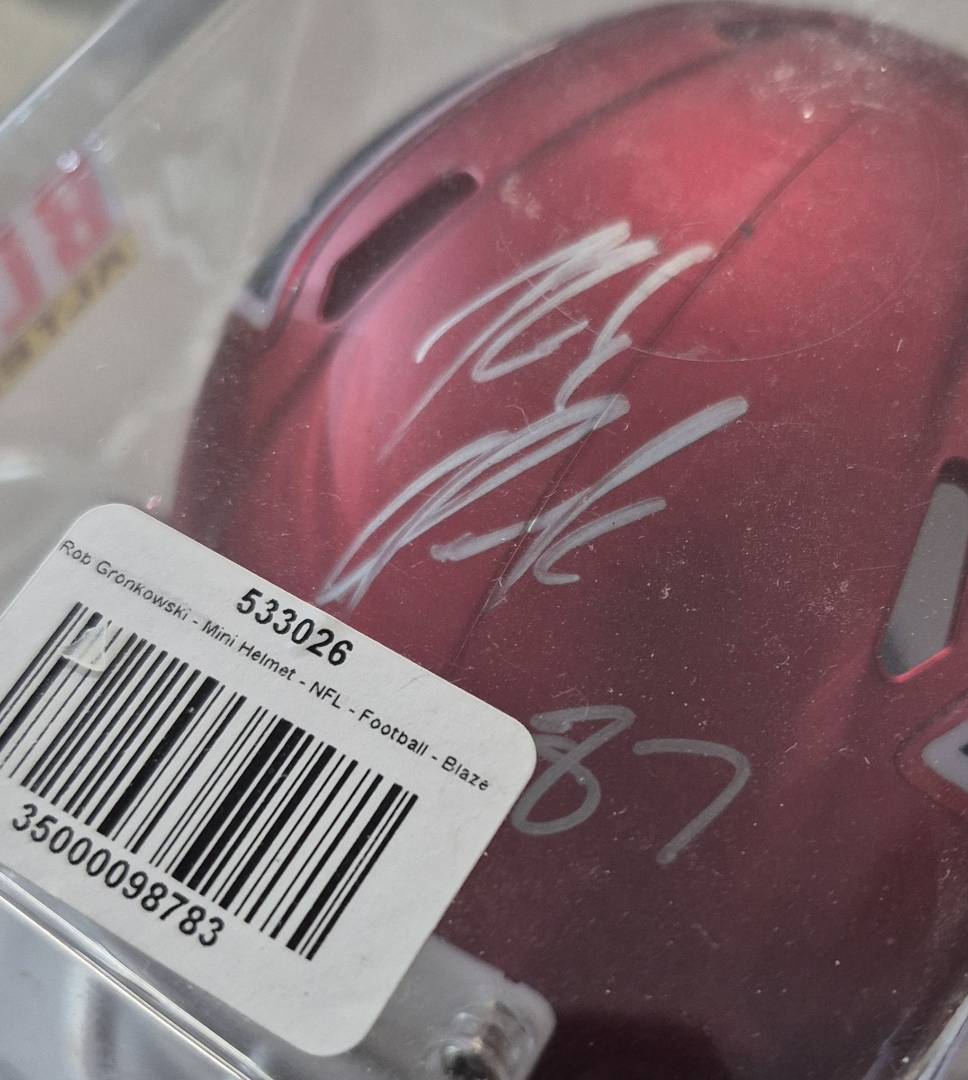 533026
Rob Gronkowski - Mini Helmet - NFL - Football - Blaze
35000098783
87